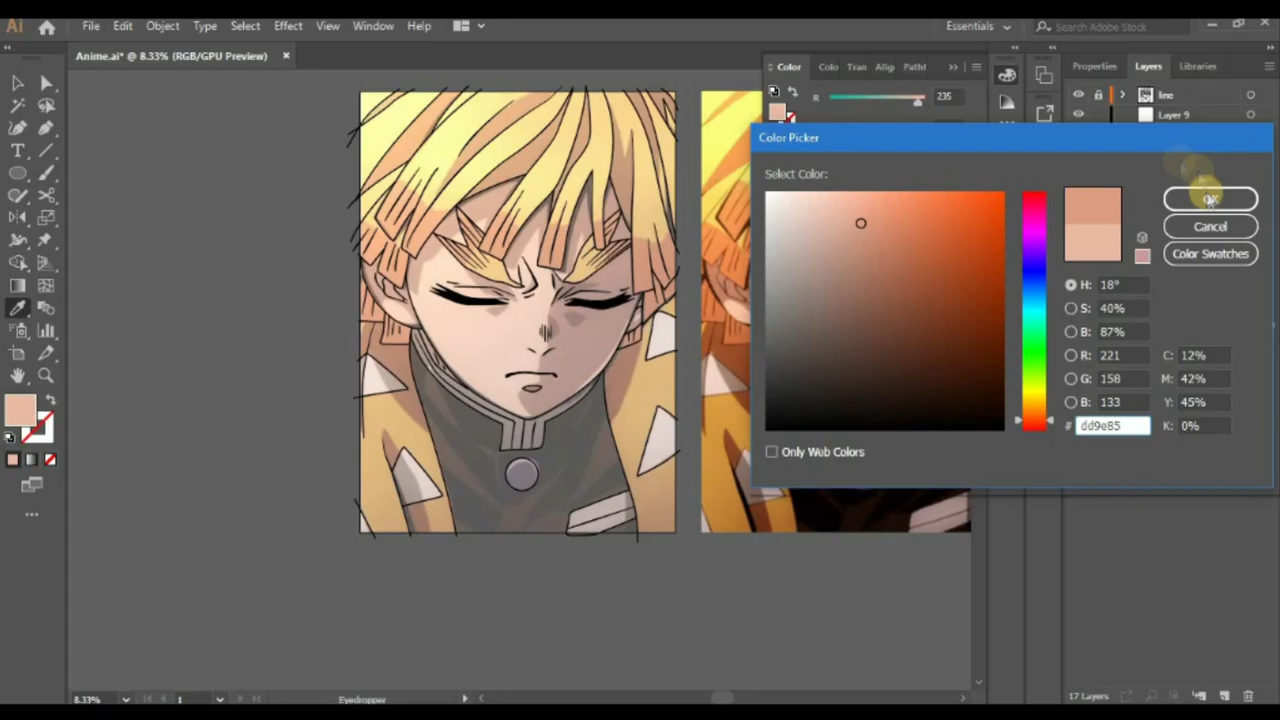 Ai File Edit Object Type Select Effect View Window Help Essentials Search Adobe Stock
Anime.ai* @ 8.33% (RGB/GPU Preview)
Color Colo Tran Alig Pathf
Properties Layers Libraries
R 235
line
Layer 9
Color Picker
Select Color:
OK
Cancel
Color Swatches
H: 18°
S: 40%
B: 87%
R: 221 C: 12%
G: 158 M: 42%
B: 133 Y: 45%
# dd9e85 K: 0%
Only Web Colors
8.33% 1 Eyedropper 17 Layers